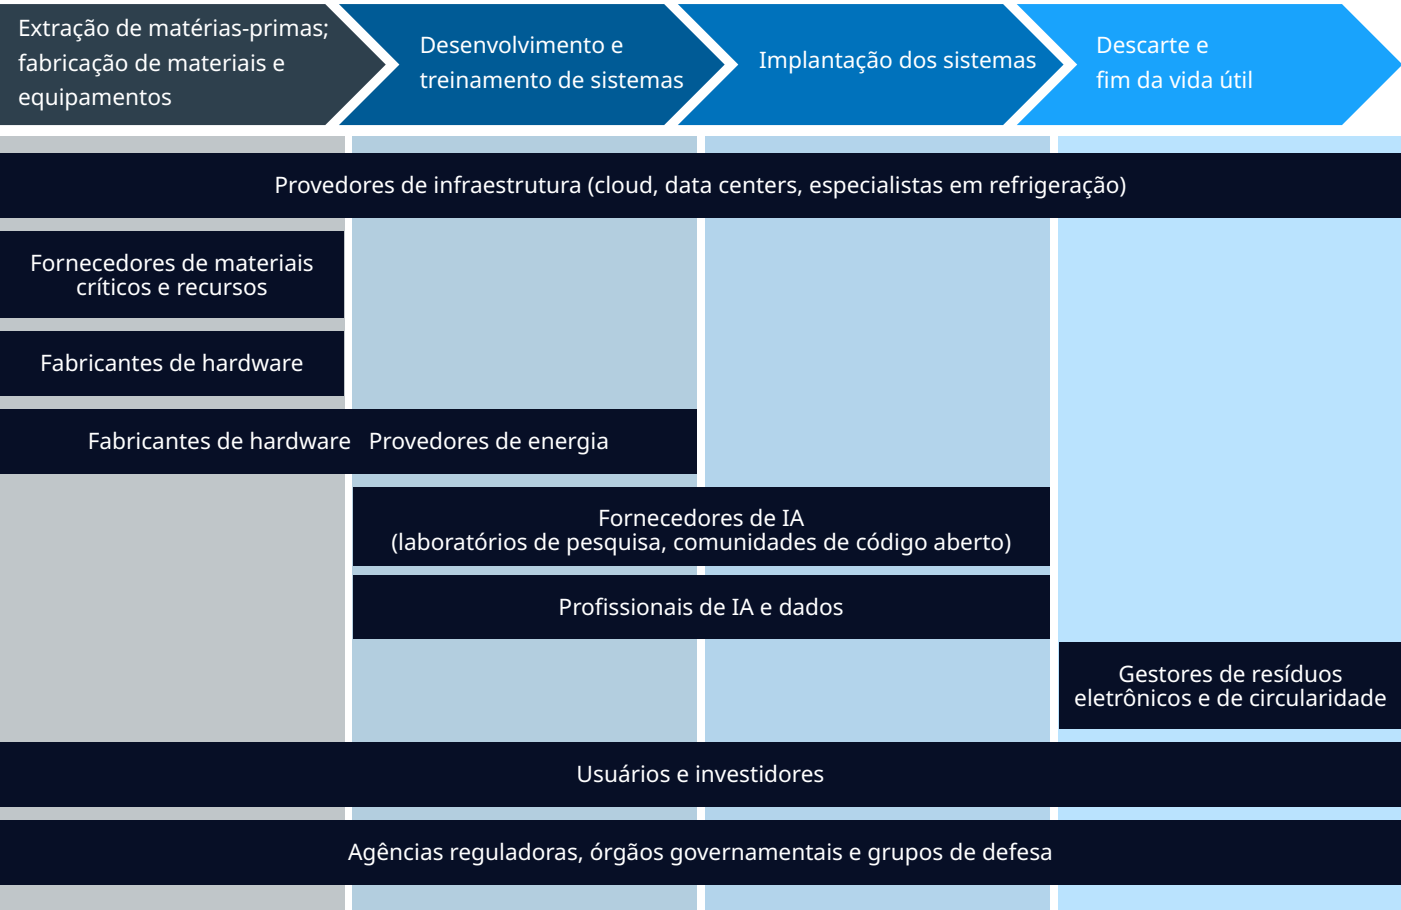 Extração de matérias-primas;
fabricação de materiais e
equipamentos
Desenvolvimento e
treinamento de sistemas
Implantação dos sistemas
Descarte e
fim da vida útil
Provedores de infraestrutura (cloud, data centers, especialistas em refrigeração)
Fornecedores de materiais
críticos e recursos
Fabricantes de hardware
Fabricantes de hardware Provedores de energia
Fornecedores de IA
(laboratórios de pesquisa, comunidades de código aberto)
Profissionais de IA e dados
Gestores de resíduos
eletrônicos e de circularidade
Usuários e investidores
Agências reguladoras, órgãos governamentais e grupos de defesa